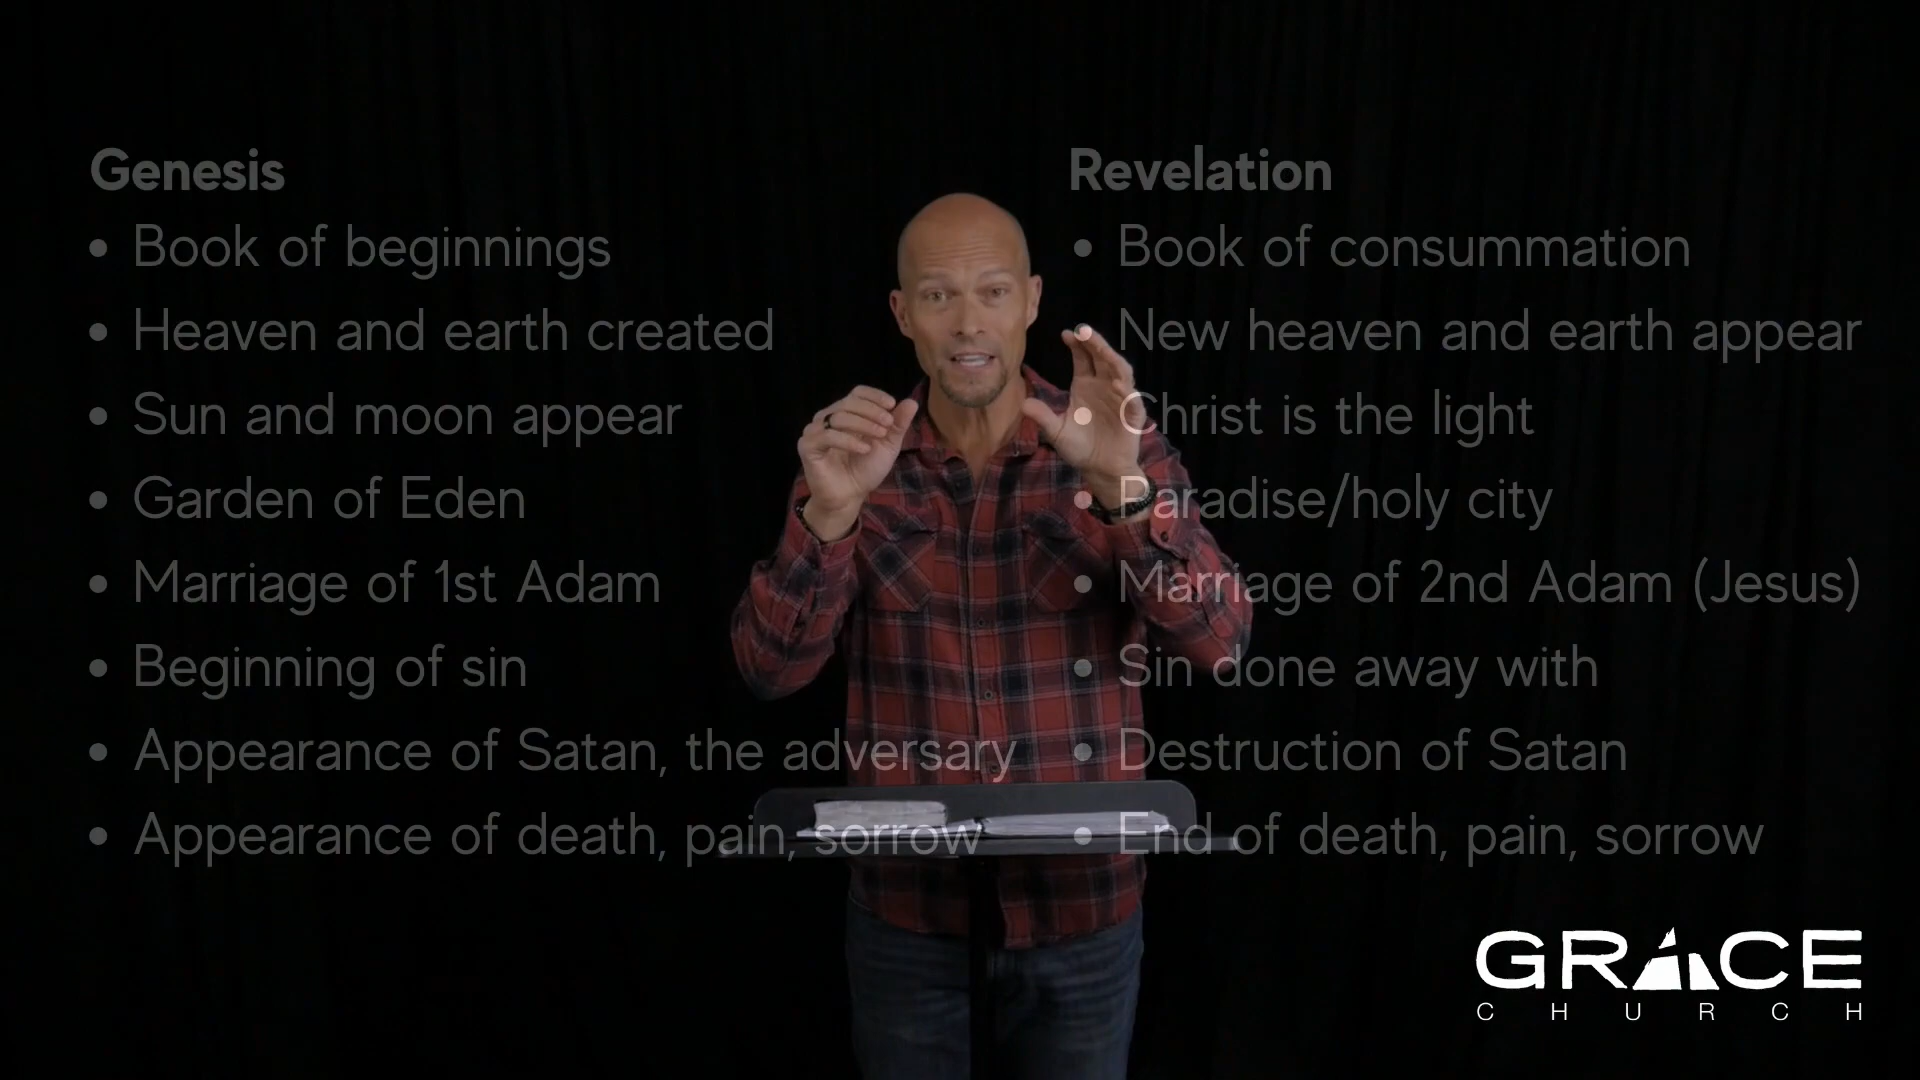 Genesis
• Book of beginnings
• Heaven and earth created
• Sun and moon appear
• Garden of Eden
• Marriage of 1st Adam
• Beginning of sin
• Appearance of Satan, the adversary
• Appearance of death, pain, sorrow
Revelation
• Book of consummation
• New heaven and earth appear
• Christ is the light
• Paradise/holy city
• Marriage of 2nd Adam (Jesus)
• Sin done away with
• Destruction of Satan
• End of death, pain, sorrow
GRACE
CHURCH